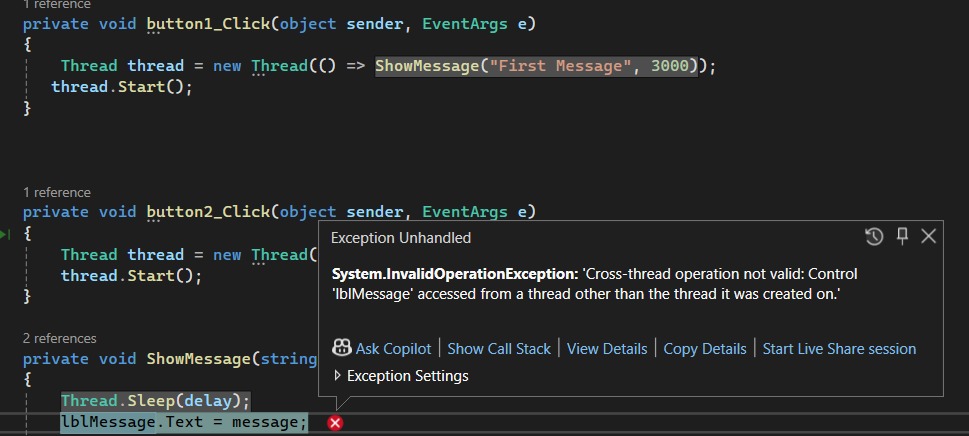 1 reference
private void button1_Click(object sender, EventArgs e)
{
Thread thread = new Thread(() => ShowMessage("First Message", 3000));
thread.Start();
}
1 reference
private void button2_Click(object sender, EventArgs e)
{
Thread thread = new Thread(
thread.Start();
}
Exception Unhandled
System.InvalidOperationException: 'Cross-thread operation not valid: Control
'lblMessage' accessed from a thread other than the thread it was created on.'
Ask Copilot | Show Call Stack | View Details | Copy Details | Start Live Share session
Exception Settings
2 references
private void ShowMessage(string
{
Thread.Sleep(delay);
lblMessage.Text = message;